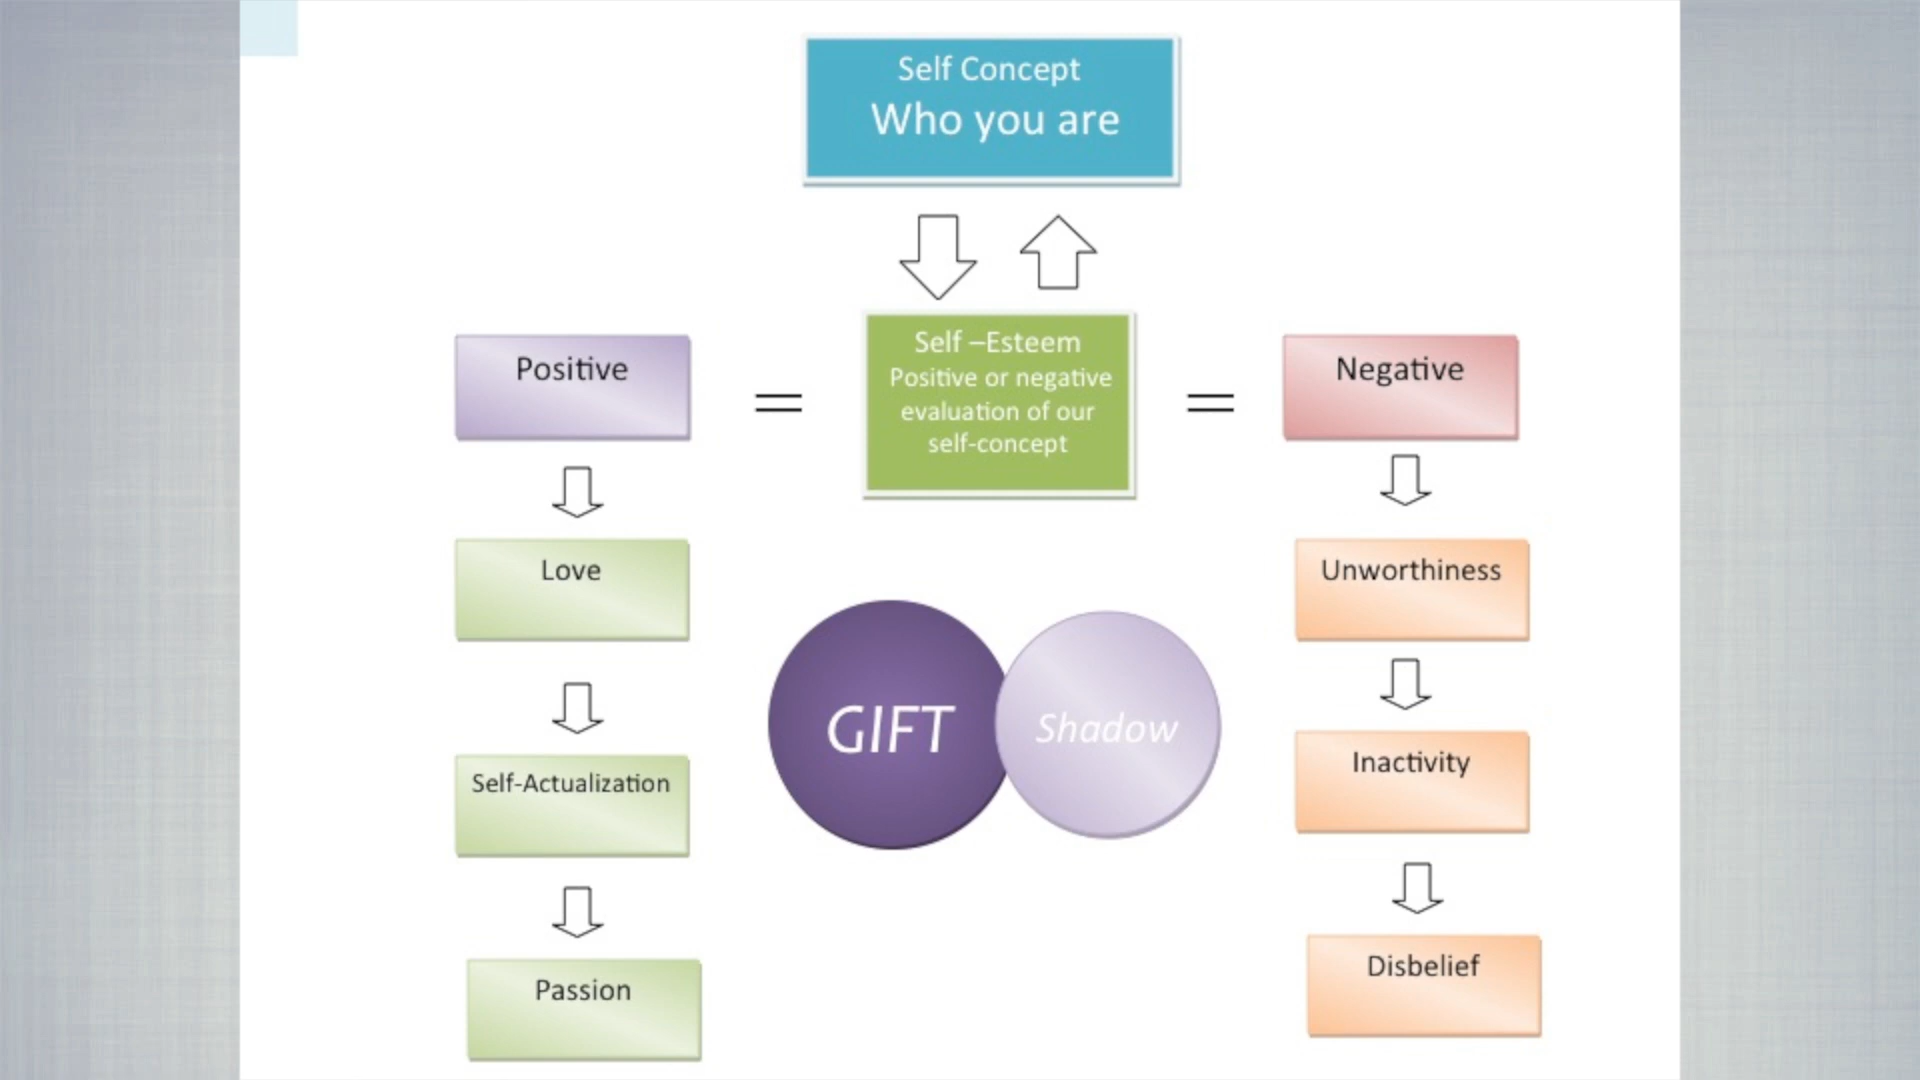 Self Concept
Who you are
Positive
Self –Esteem
Positive or negative
evaluation of our
self-concept
Negative
=
=
Love
Unworthiness
GIFT
Shadow
Self-Actualization
Inactivity
Passion
Disbelief